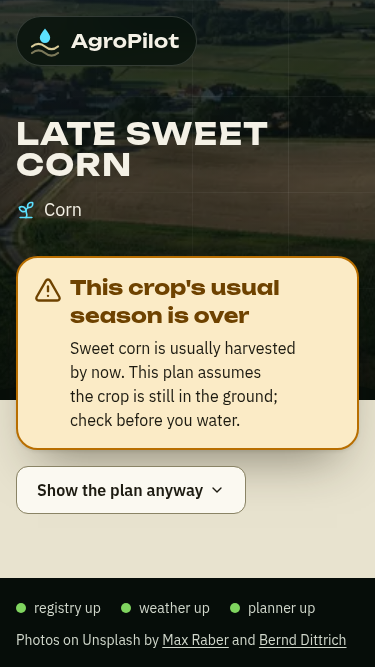 AgroPilot
LATE SWEET
CORN
Corn
This crop's usual
season is over
Sweet corn is usually harvested
by now. This plan assumes
the crop is still in the ground;
check before you water.
Show the plan anyway
registry up weather up planner up
Photos on Unsplash by Max Raber and Bernd Dittrich